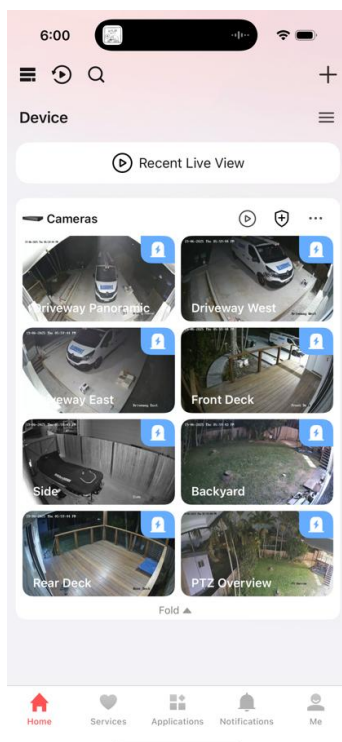 6:00
Device
Recent Live View
Cameras
Driveway Panoramic
Driveway West
Driveway East
Front Deck
Side
Backyard
Rear Deck
PTZ Overview
Fold
Home
Services
Applications
Notifications
Me